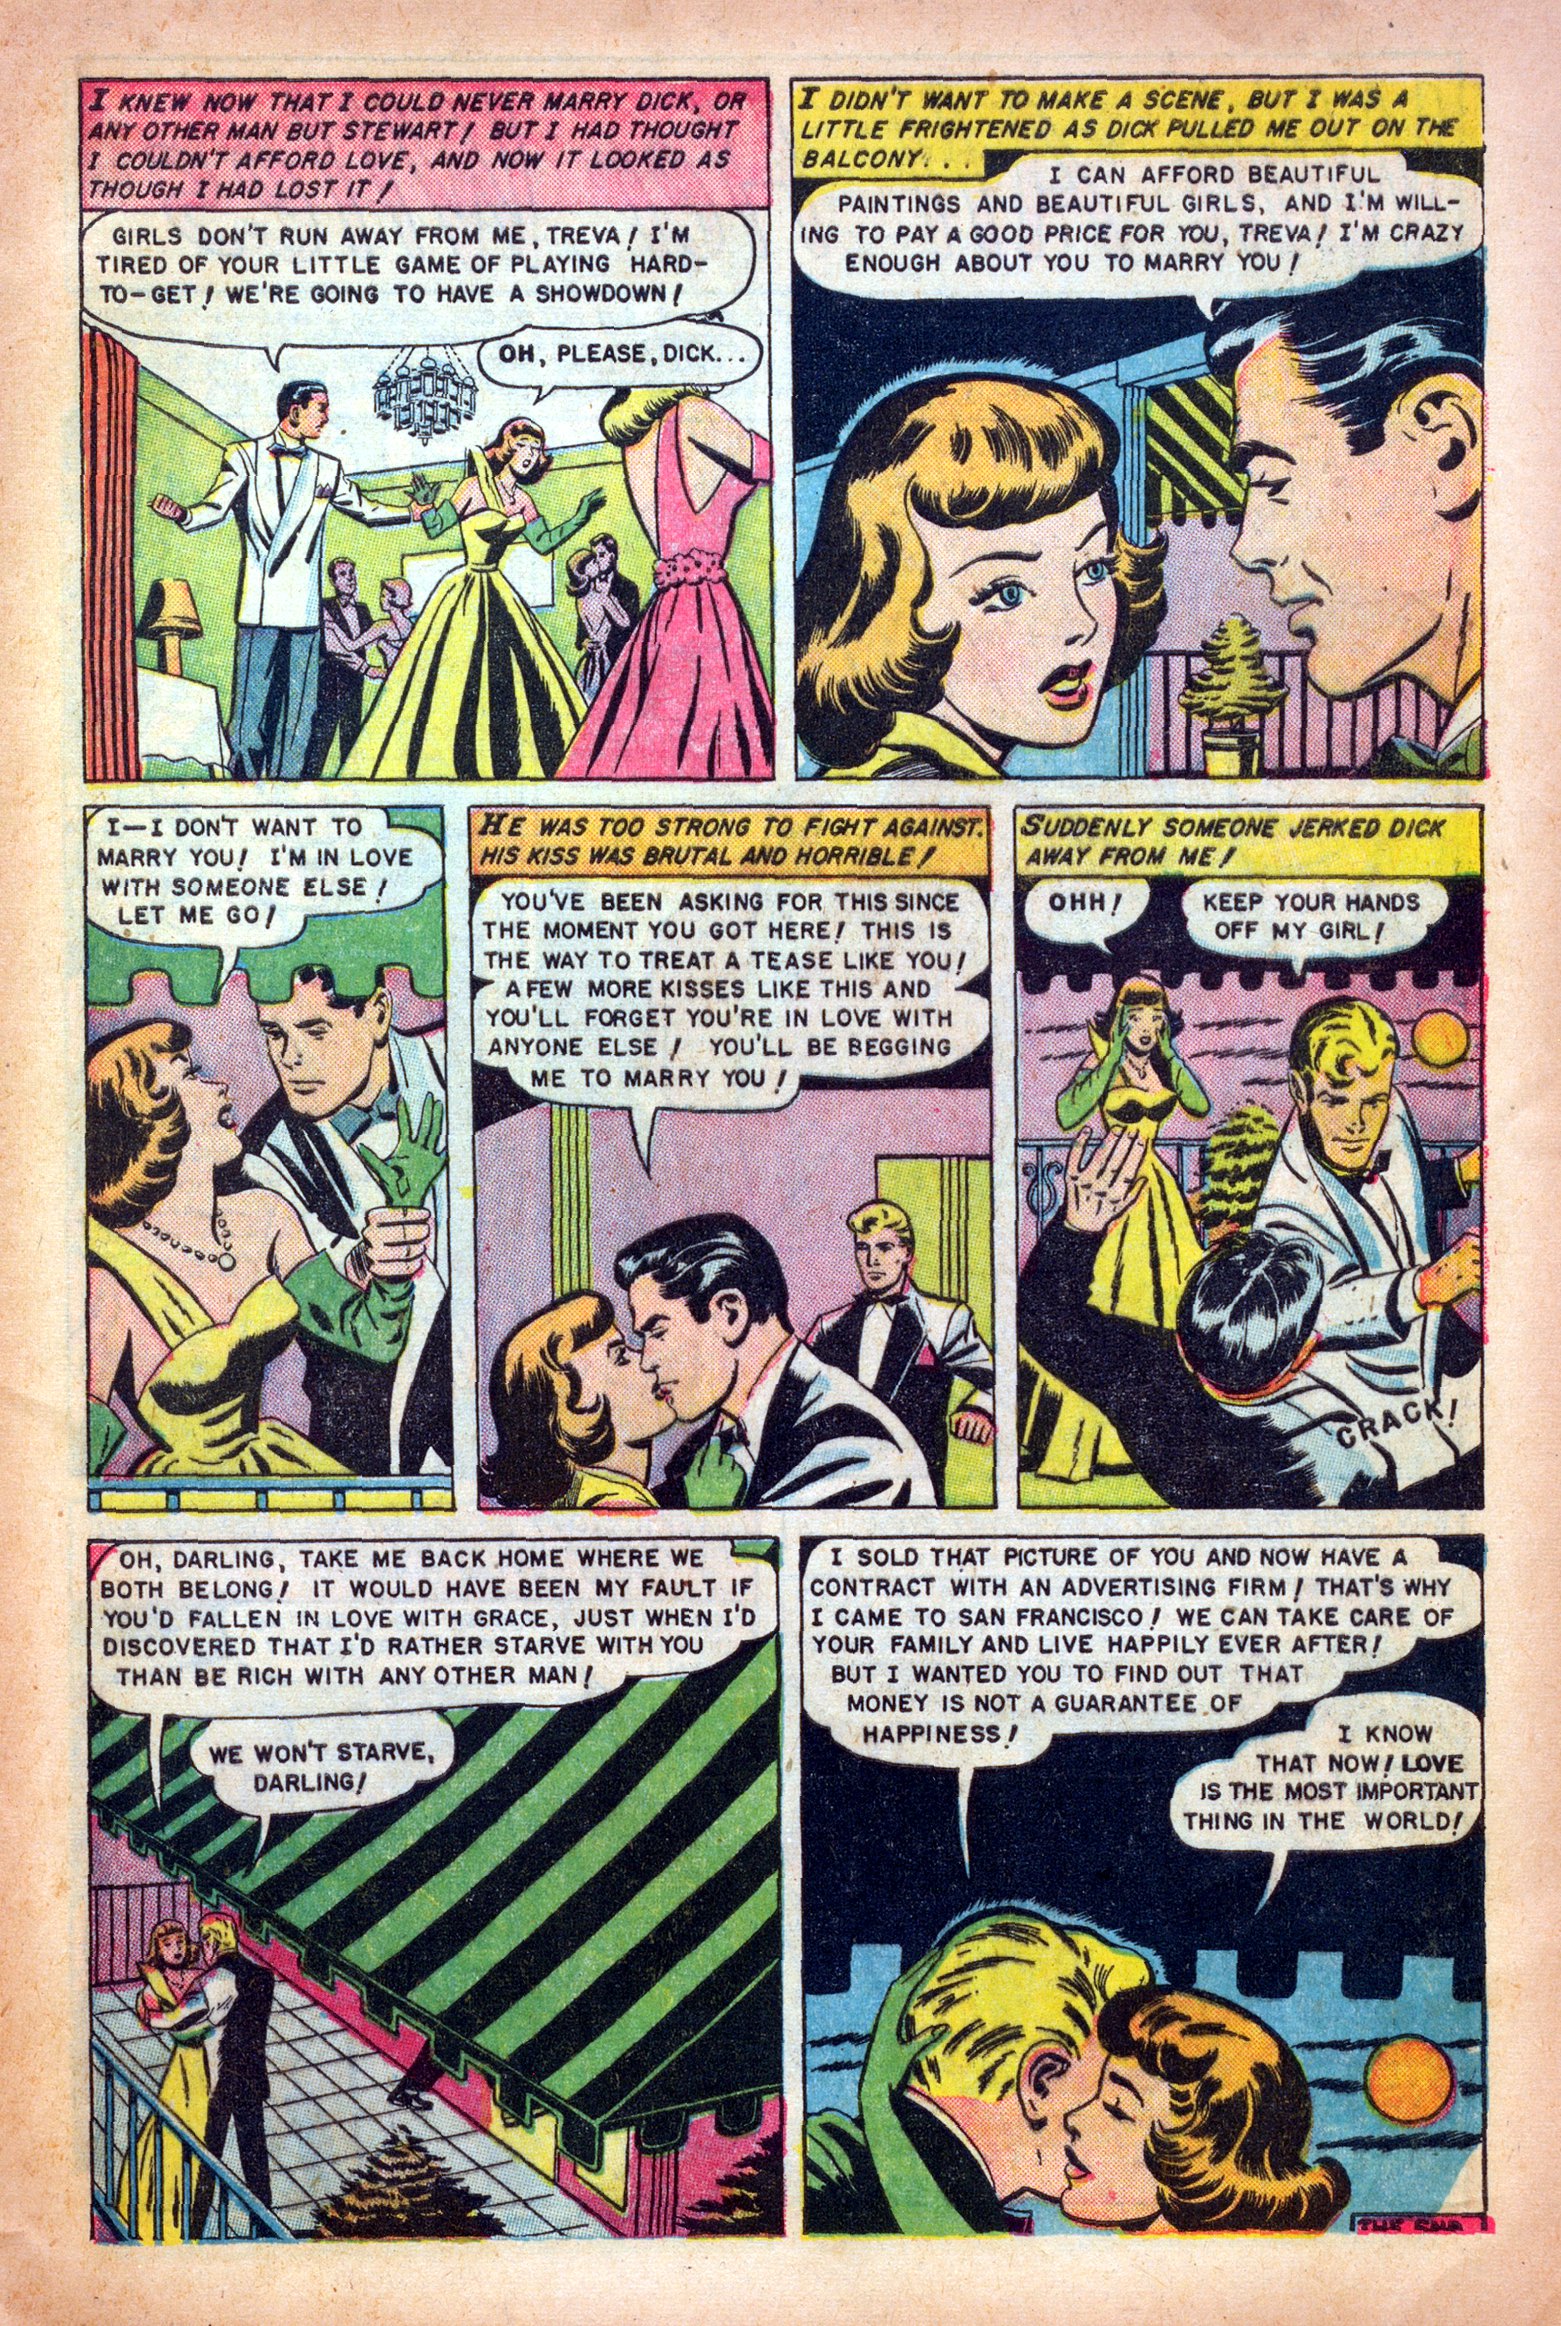 I KNEW NOW THAT I COULD NEVER MARRY DICK, OR
ANY OTHER MAN BUT STEWART! BUT I HAD THOUGHT
I COULDN'T AFFORD LOVE, AND NOW IT LOOKED AS
THOUGH I HAD LOST IT!
GIRLS DON'T RUN AWAY FROM ME, TREVA! I'M
TIRED OF YOUR LITTLE GAME OF PLAYING HARD-
TO-GET! WE'RE GOING TO HAVE A SHOWDOWN!
OH, PLEASE, DICK...
I DIDN'T WANT TO MAKE A SCENE, BUT I WAS A
LITTLE FRIGHTENED AS DICK PULLED ME OUT ON THE
BALCONY...
I CAN AFFORD BEAUTIFUL
PAINTINGS AND BEAUTIFUL GIRLS, AND I'M WILL-
ING TO PAY A GOOD PRICE FOR YOU, TREVA! I'M CRAZY
ENOUGH ABOUT YOU TO MARRY YOU!
I-I DON'T WANT TO
MARRY YOU! I'M IN LOVE
WITH SOMEONE ELSE!
LET ME GO!
HE WAS TOO STRONG TO FIGHT AGAINST.
HIS KISS WAS BRUTAL AND HORRIBLE!
YOU'VE BEEN ASKING FOR THIS SINCE
THE MOMENT YOU GOT HERE! THIS IS
THE WAY TO TREAT A TEASE LIKE YOU!
A FEW MORE KISSES LIKE THIS AND
YOU'LL FORGET YOU'RE IN LOVE WITH
ANYONE ELSE! YOU'LL BE BEGGING
ME TO MARRY YOU!
SUDDENLY SOMEONE JERKED DICK
AWAY FROM ME!
OHH!
KEEP YOUR HANDS
OFF MY GIRL!
CRACK!
OH, DARLING, TAKE ME BACK HOME WHERE WE
BOTH BELONG! IT WOULD HAVE BEEN MY FAULT IF
YOU'D FALLEN IN LOVE WITH GRACE, JUST WHEN I'D
DISCOVERED THAT I'D RATHER STARVE WITH YOU
THAN BE RICH WITH ANY OTHER MAN!
WE WON'T STARVE,
DARLING!
I SOLD THAT PICTURE OF YOU AND NOW HAVE A
CONTRACT WITH AN ADVERTISING FIRM! THAT'S WHY
I CAME TO SAN FRANCISCO! WE CAN TAKE CARE OF
YOUR FAMILY AND LIVE HAPPILY EVER AFTER!
BUT I WANTED YOU TO FIND OUT THAT
MONEY IS NOT A GUARANTEE OF
HAPPINESS!
I KNOW
THAT NOW! LOVE
IS THE MOST IMPORTANT
THING IN THE WORLD!
THE END